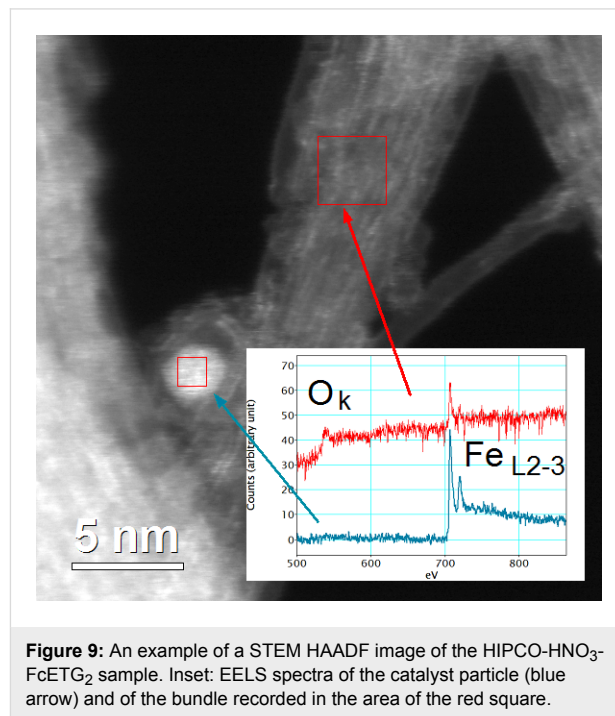 5 nm
Counts (arbitrary unit)
70
60
50
40
30
20
10
0
O k
Fe L2-3
500 600 700 800
eV
Figure 9: An example of a STEM HAADF image of the HIPCO-HNO3-
FcETG2 sample. Inset: EELS spectra of the catalyst particle (blue
arrow) and of the bundle recorded in the area of the red square.